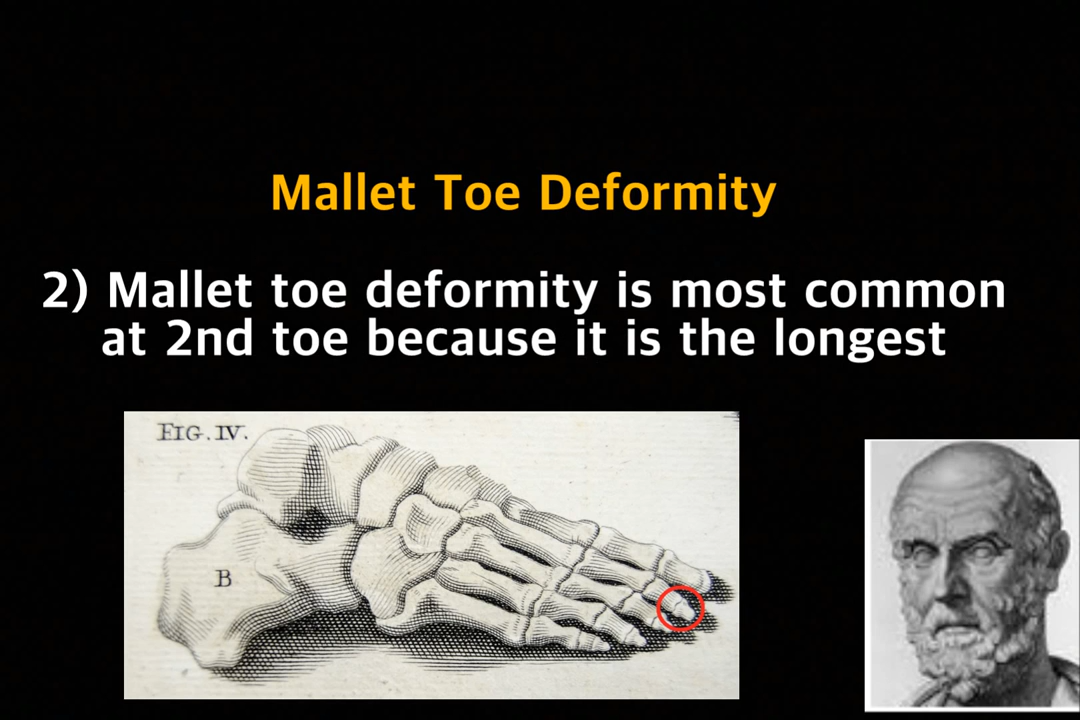 Mallet Toe Deformity
2) Mallet toe deformity is most common
at 2nd toe because it is the longest
FIG. IV.
B